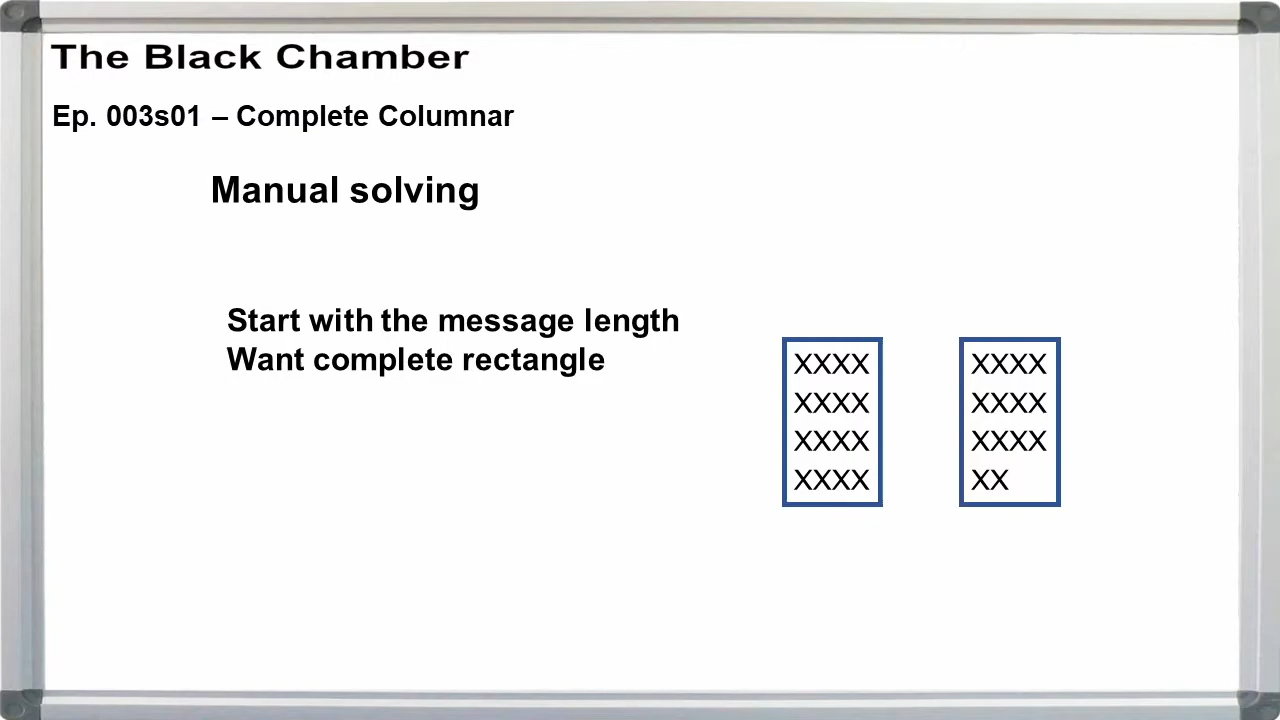 The Black Chamber
Ep. 003s01 – Complete Columnar
Manual solving
Start with the message length
Want complete rectangle
XXXX
XXXX
XXXX
XXXX
XXXX
XXXX
XXXX
XX